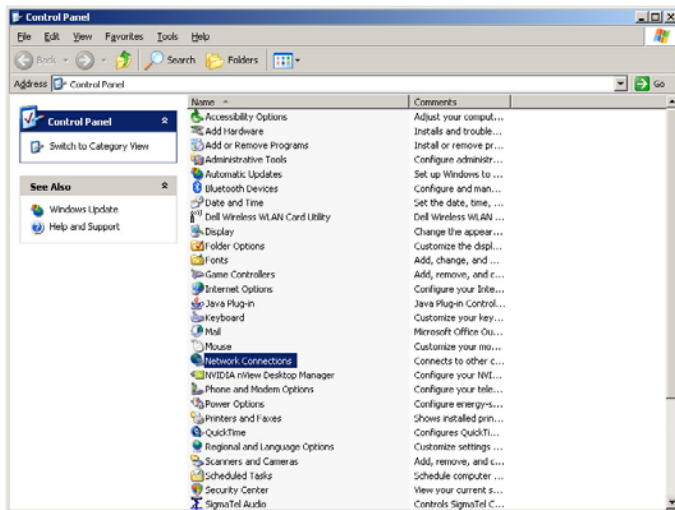 Control Panel
File Edit View Favorites Tools Help
Back Search Folders
Address Control Panel Go
Control Panel
Switch to Category View
See Also
Windows Update
Help and Support
Name Comments
Accessibility Options Adjust your comput...
Add Hardware Installs and trouble...
Add or Remove Programs Install or remove pr...
Administrative Tools Configure administr...
Automatic Updates Set up Windows to ...
Bluetooth Devices Configure and man...
Date and Time Set the date, time, ...
Dell Wireless WLAN Card Utility Dell Wireless WLAN ...
Display Change the appear...
Folder Options Customize the displ...
Fonts Add, change, and ...
Game Controllers Add, remove, and c...
Internet Options Configure your Inte...
Java Plug-in Java Plug-in Control...
Keyboard Customize your key...
Mail Microsoft Office Ou...
Mouse Customize your mo...
Network Connections Connects to other c...
NVIDIA nView Desktop Manager Configure your NVI...
Phone and Modem Options Configure your tele...
Power Options Configure energy-s...
Printers and Faxes Shows installed prin...
QuickTime Configures QuickTi...
Regional and Language Options Customize settings ...
Scanners and Cameras Add, remove, and c...
Scheduled Tasks Schedule computer ...
Security Center View your current s...
SigmaTel Audio Controls SigmaTel C...